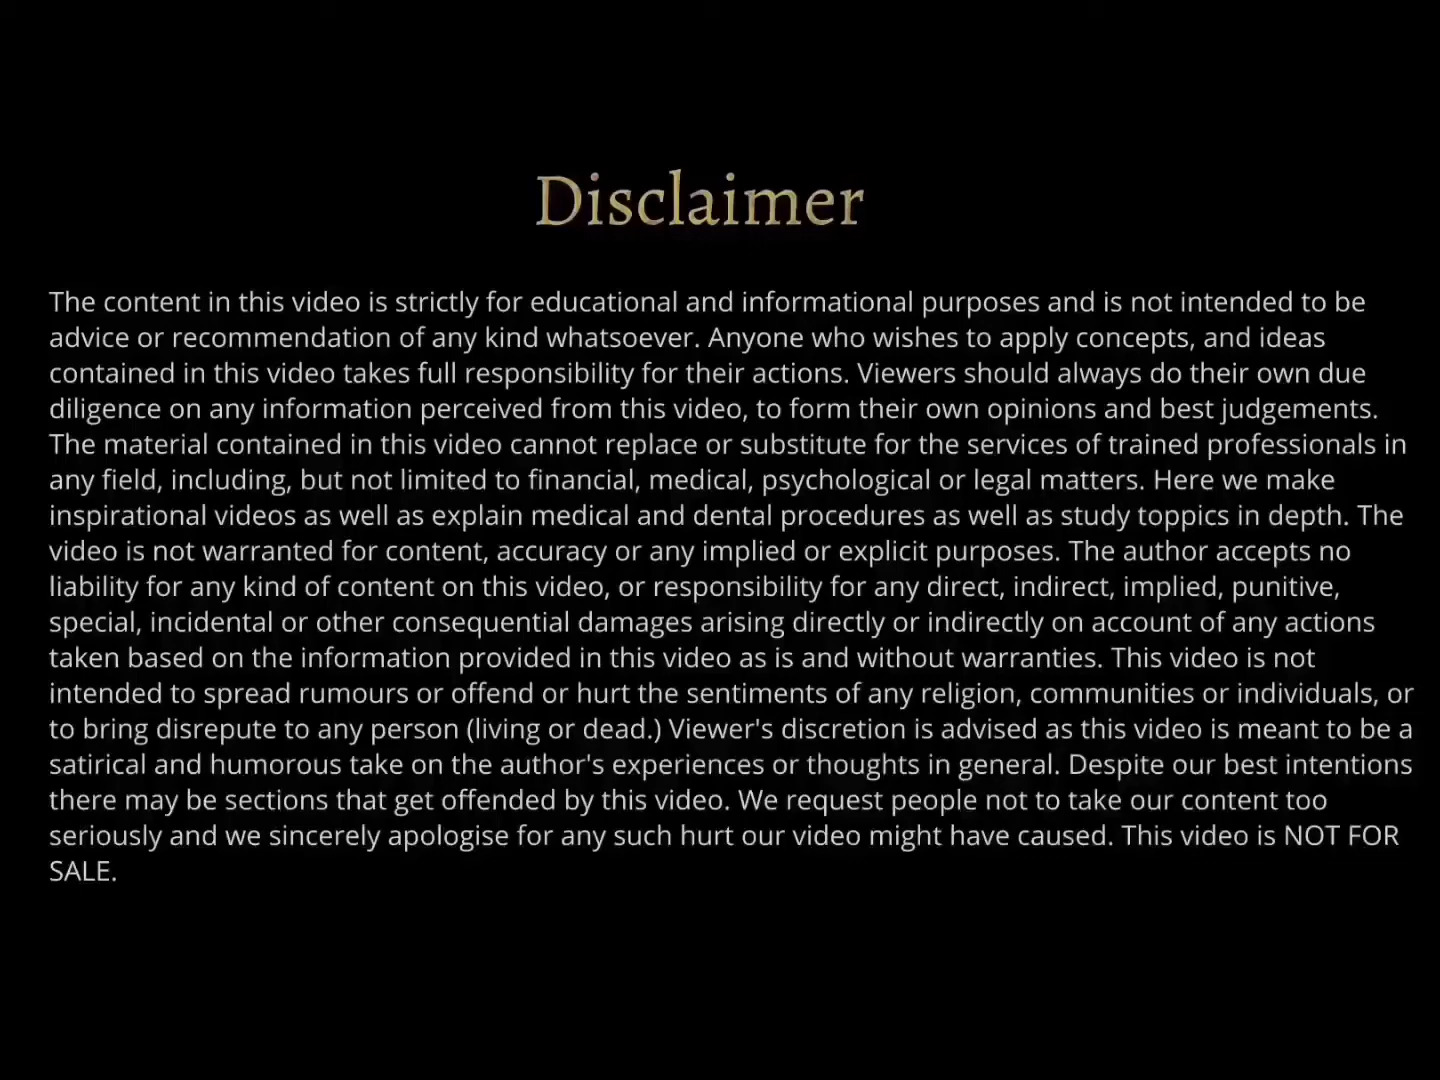 Disclaimer
The content in this video is strictly for educational and informational purposes and is not intended to be
advice or recommendation of any kind whatsoever. Anyone who wishes to apply concepts, and ideas
contained in this video takes full responsibility for their actions. Viewers should always do their own due
diligence on any information perceived from this video, to form their own opinions and best judgements.
The material contained in this video cannot replace or substitute for the services of trained professionals in
any field, including, but not limited to financial, medical, psychological or legal matters. Here we make
inspirational videos as well as explain medical and dental procedures as well as study toppics in depth. The
video is not warranted for content, accuracy or any implied or explicit purposes. The author accepts no
liability for any kind of content on this video, or responsibility for any direct, indirect, implied, punitive,
special, incidental or other consequential damages arising directly or indirectly on account of any actions
taken based on the information provided in this video as is and without warranties. This video is not
intended to spread rumours or offend or hurt the sentiments of any religion, communities or individuals, or
to bring disrepute to any person (living or dead.) Viewer's discretion is advised as this video is meant to be a
satirical and humorous take on the author's experiences or thoughts in general. Despite our best intentions
there may be sections that get offended by this video. We request people not to take our content too
seriously and we sincerely apologise for any such hurt our video might have caused. This video is NOT FOR
SALE.